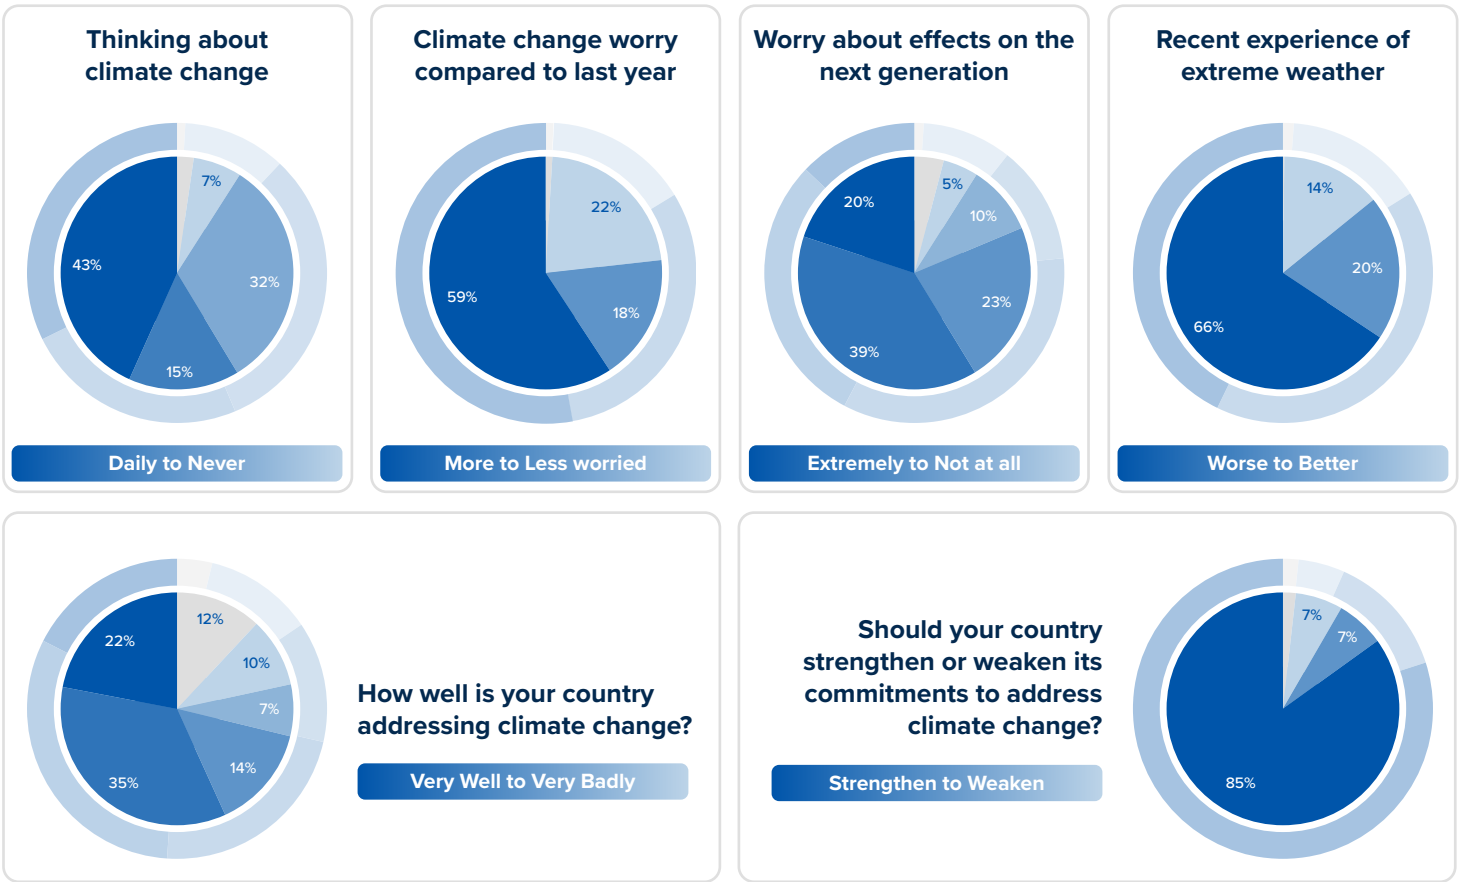 Thinking about
climate change
7%
32%
15%
43%
Daily to Never
Climate change worry
compared to last year
22%
18%
59%
More to Less worried
Worry about effects on the
next generation
5%
10%
23%
39%
20%
Extremely to Not at all
Recent experience of
extreme weather
14%
20%
66%
Worse to Better
12%
10%
7%
14%
35%
22%
How well is your country
addressing climate change?
Very Well to Very Badly
Should your country
strengthen or weaken its
commitments to address
climate change?
Strengthen to Weaken
7%
7%
85%